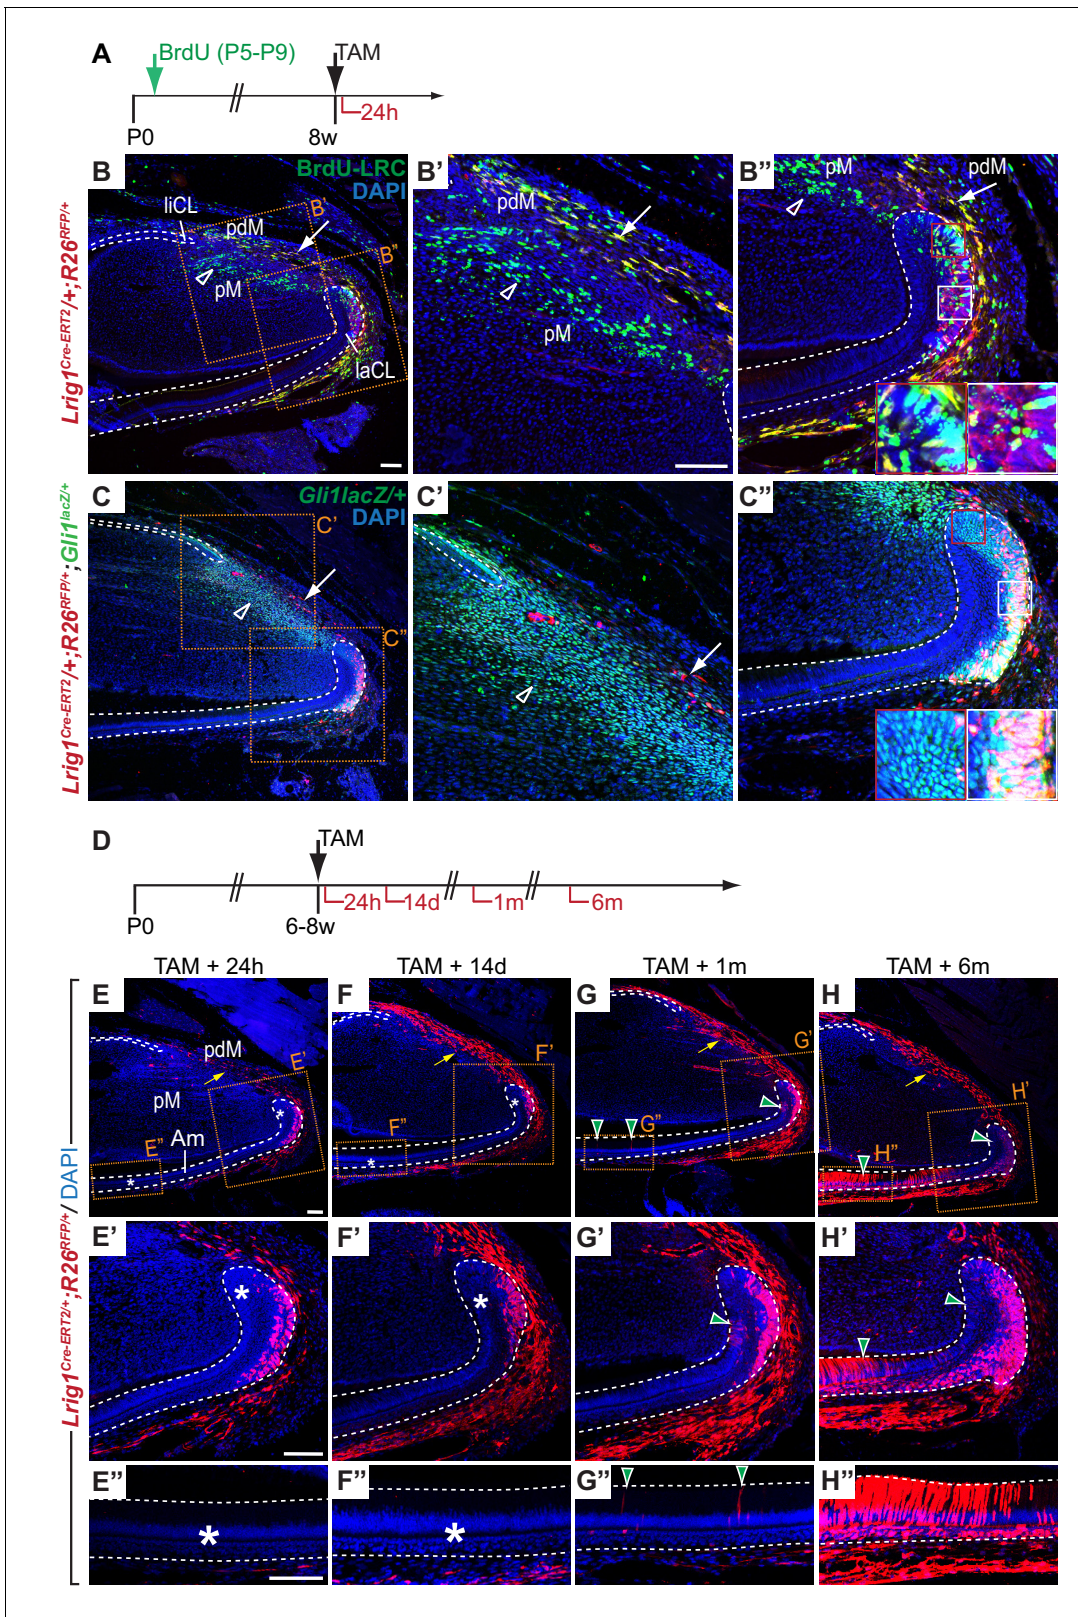 A
BrdU (P5-P9)
TAM
24h
P0
8w
Lrig1Cre-ERT2/+;R26RFP/+
B
BrdU-LRC
DAPI
liCL
pdM
B'
B''
pM
laCL
B'
pdM
pM
B''
pM
pdM
Lrig1Cre-ERT2/+;R26RFP/+;Gli1lacZ/+
C
Gli1lacZ/+
DAPI
C'
C''
C'
C''
D
TAM
24h
14d
1m
6m
P0
6-8w
TAM + 24h
TAM + 14d
TAM + 1m
TAM + 6m
Lrig1Cre-ERT2/+;R26RFP/+ / DAPI
E
pdM
E'
pM
E''
Am
*
*
F
F'
F''
*
*
G
G'
G''
H
H'
H''
E'
*
F'
*
G'
H'
E''
*
F''
*
G''
H''